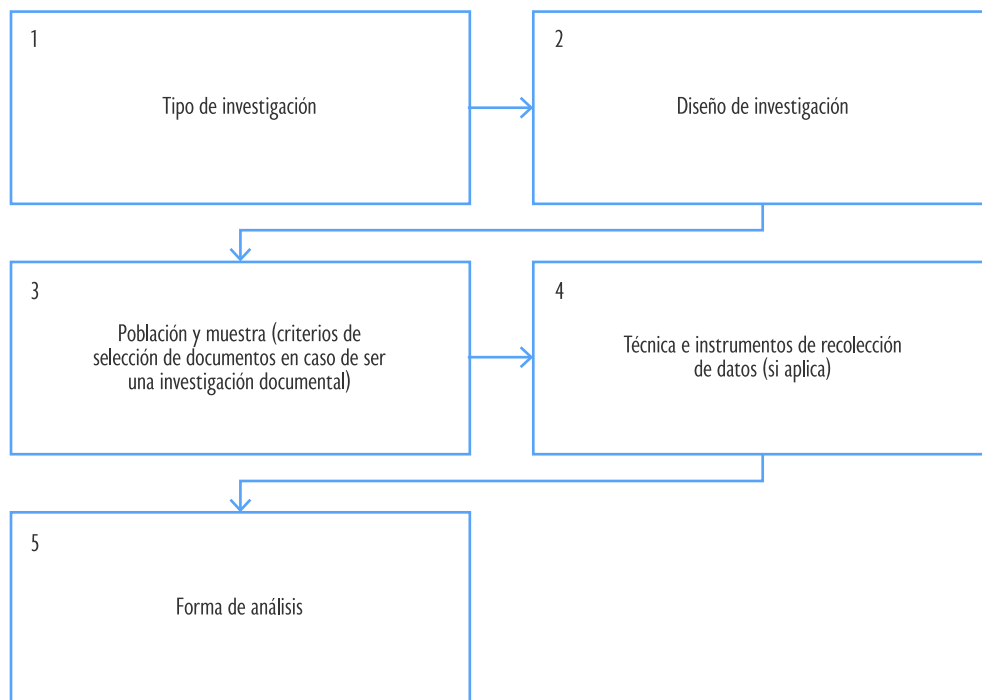 1
Tipo de investigación
2
Diseño de investigación
3
Población y muestra (criterios de
selección de documentos en caso de ser
una investigación documental)
4
Técnica e instrumentos de recolección
de datos (si aplica)
5
Forma de análisis